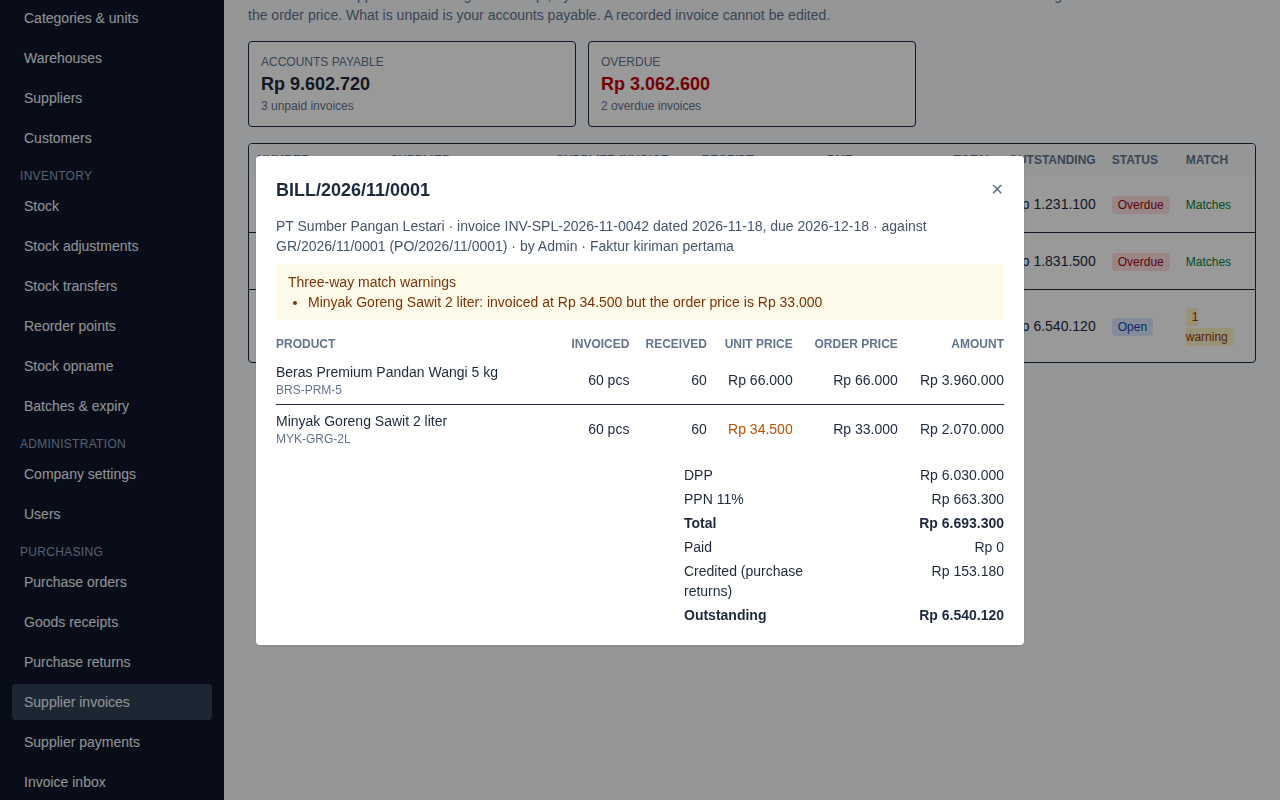 Categories & units
Warehouses
Suppliers
Customers
INVENTORY
Stock
Stock adjustments
Stock transfers
Reorder points
Stock opname
Batches & expiry
ADMINISTRATION
Company settings
Users
PURCHASING
Purchase orders
Goods receipts
Purchase returns
Supplier invoices
Supplier payments
Invoice inbox
the order price. What is unpaid is your accounts payable. A recorded invoice cannot be edited.
ACCOUNTS PAYABLE
Rp 9.602.720
3 unpaid invoices
OVERDUE
Rp 3.062.600
2 overdue invoices
STATUS MATCH
1.231.100 Overdue Matches
1.831.500 Overdue Matches
6.540.120 Open 1
warning
BILL/2026/11/0001 ×
PT Sumber Pangan Lestari · invoice INV-SPL-2026-11-0042 dated 2026-11-18, due 2026-12-18 · against
GR/2026/11/0001 (PO/2026/11/0001) · by Admin · Faktur kiriman pertama
Three-way match warnings
• Minyak Goreng Sawit 2 liter: invoiced at Rp 34.500 but the order price is Rp 33.000
PRODUCT INVOICED RECEIVED UNIT PRICE ORDER PRICE AMOUNT
Beras Premium Pandan Wangi 5 kg
BRS-PRM-5
60 pcs 60 Rp 66.000 Rp 66.000 Rp 3.960.000
Minyak Goreng Sawit 2 liter
MYK-GRG-2L
60 pcs 60 Rp 34.500 Rp 33.000 Rp 2.070.000
DPP Rp 6.030.000
PPN 11% Rp 663.300
Total Rp 6.693.300
Paid Rp 0
Credited (purchase returns) Rp 153.180
Outstanding Rp 6.540.120